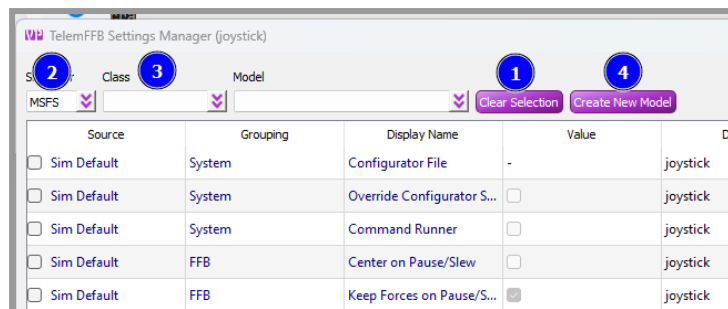 TelemFFB Settings Manager (joystick)
2 3 1 4
Class Model
MSFS Clear Selection Create New Model
Source Grouping Display Name Value D
Sim Default System Configurator File - joystick
Sim Default System Override Configurator S... joystick
Sim Default System Command Runner joystick
Sim Default FFB Center on Pause/Slew joystick
Sim Default FFB Keep Forces on Pause/S... joystick